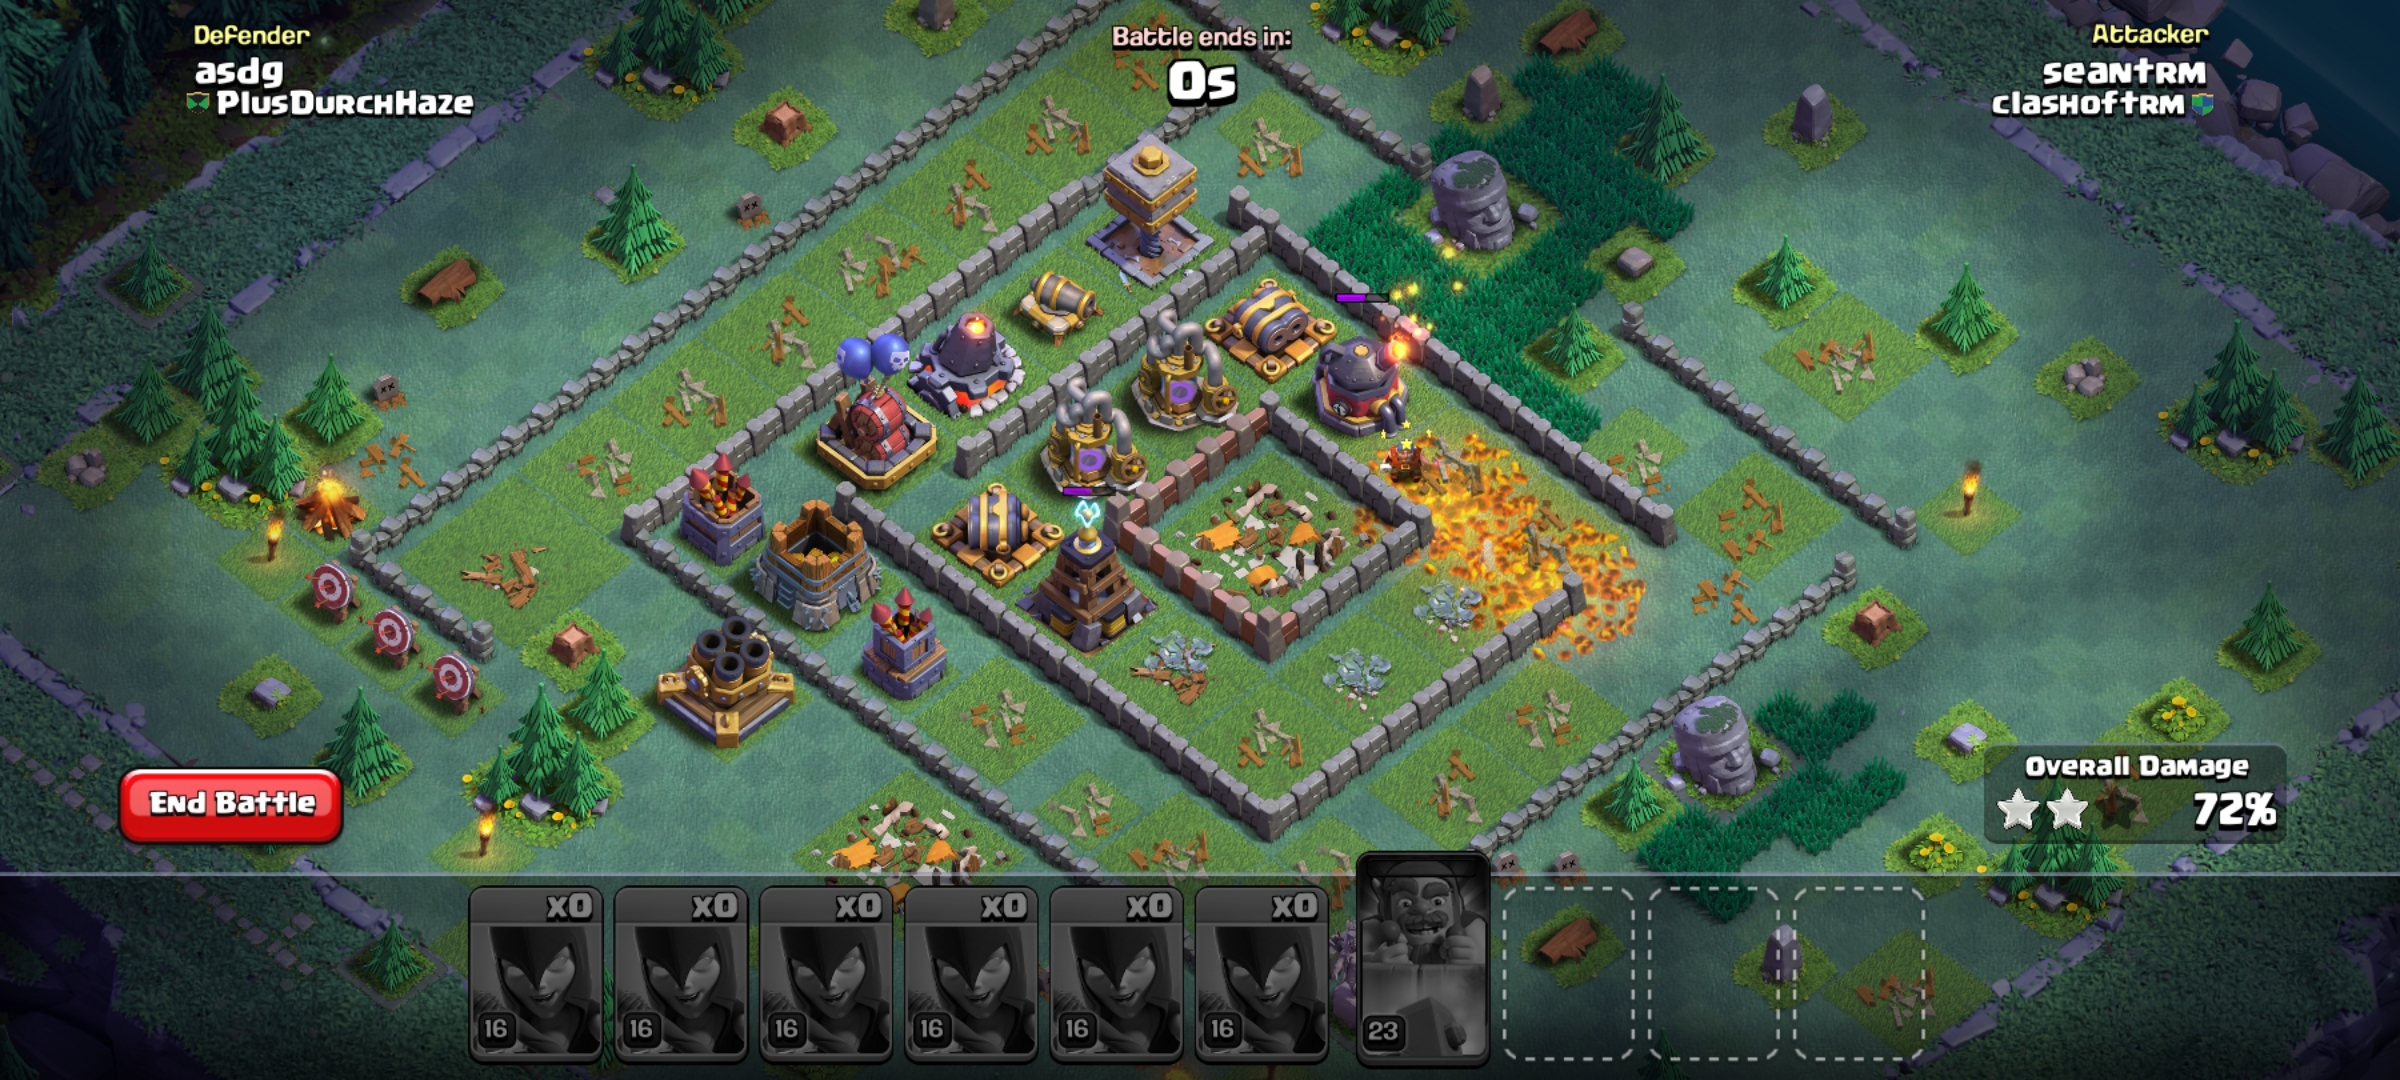 Defender
asdg
PlusDurchHaze
Battle ends in:
0s
Attacker
seantrm
clashoftrm
End Battle
Overall Damage
72%
x0
x0
x0
x0
x0
x0
16
16
16
16
16
16
23